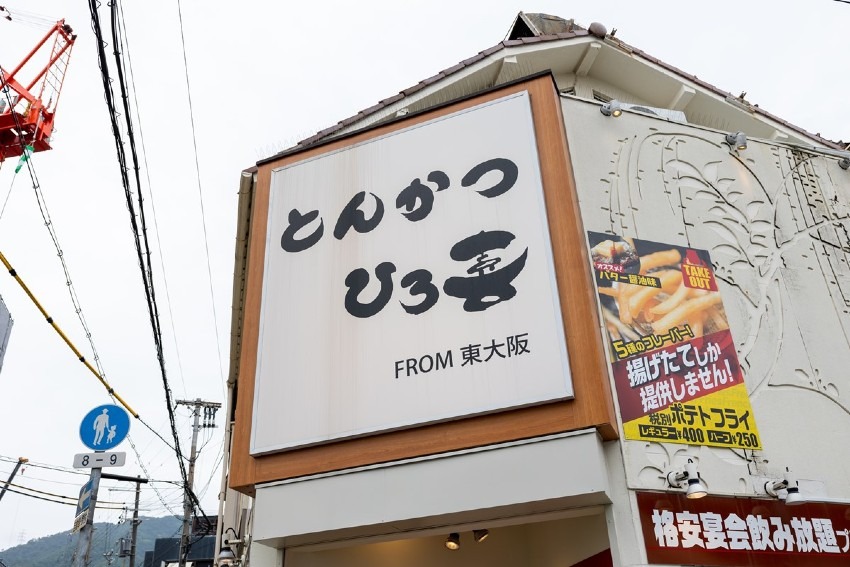 とんかつ
ひろ喜
FROM 東大阪
オススメ!
バター醤油味
TAKE
OUT
5種のフレーバー!
揚げたてしか
提供しません!
税別 ポテトフライ
レギュラー¥400 ハーフ¥250
格安宴会飲み放題プ
8-9